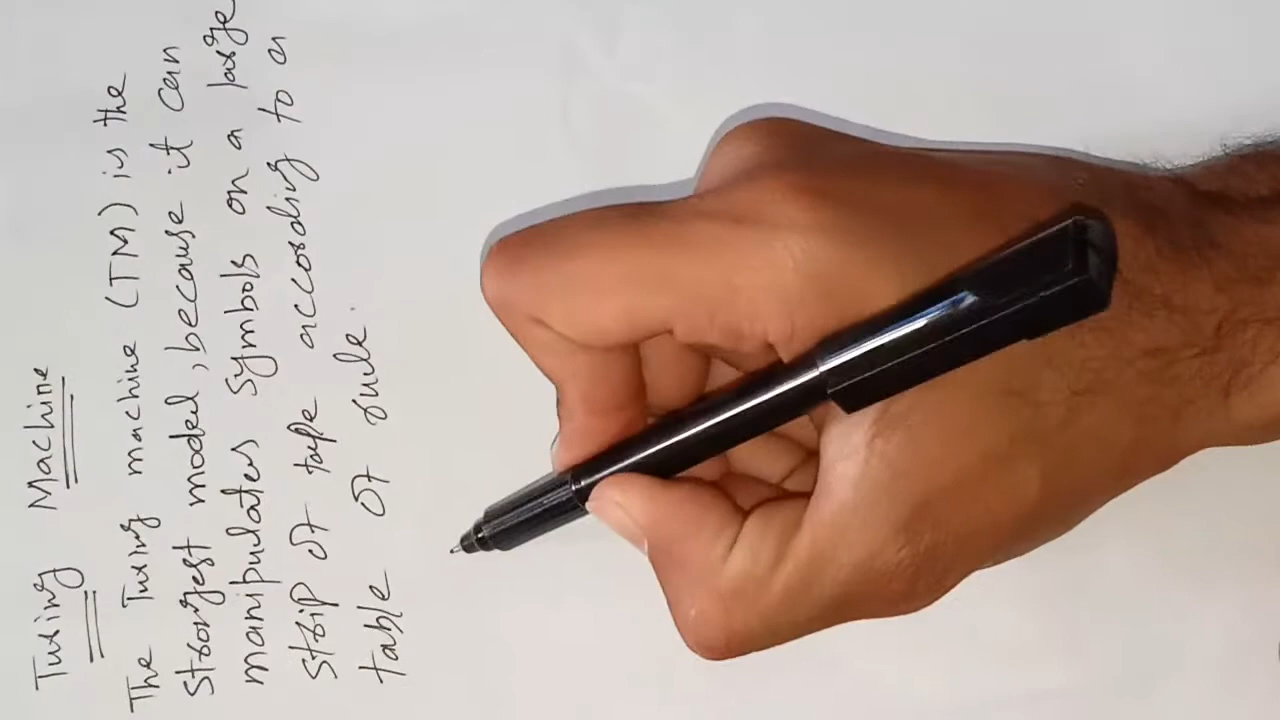 Turing Machine
The Turing machine (TM) is the
strongest model, because it can
manipulates symbols on a large
strip of tape according to a
table of rule.